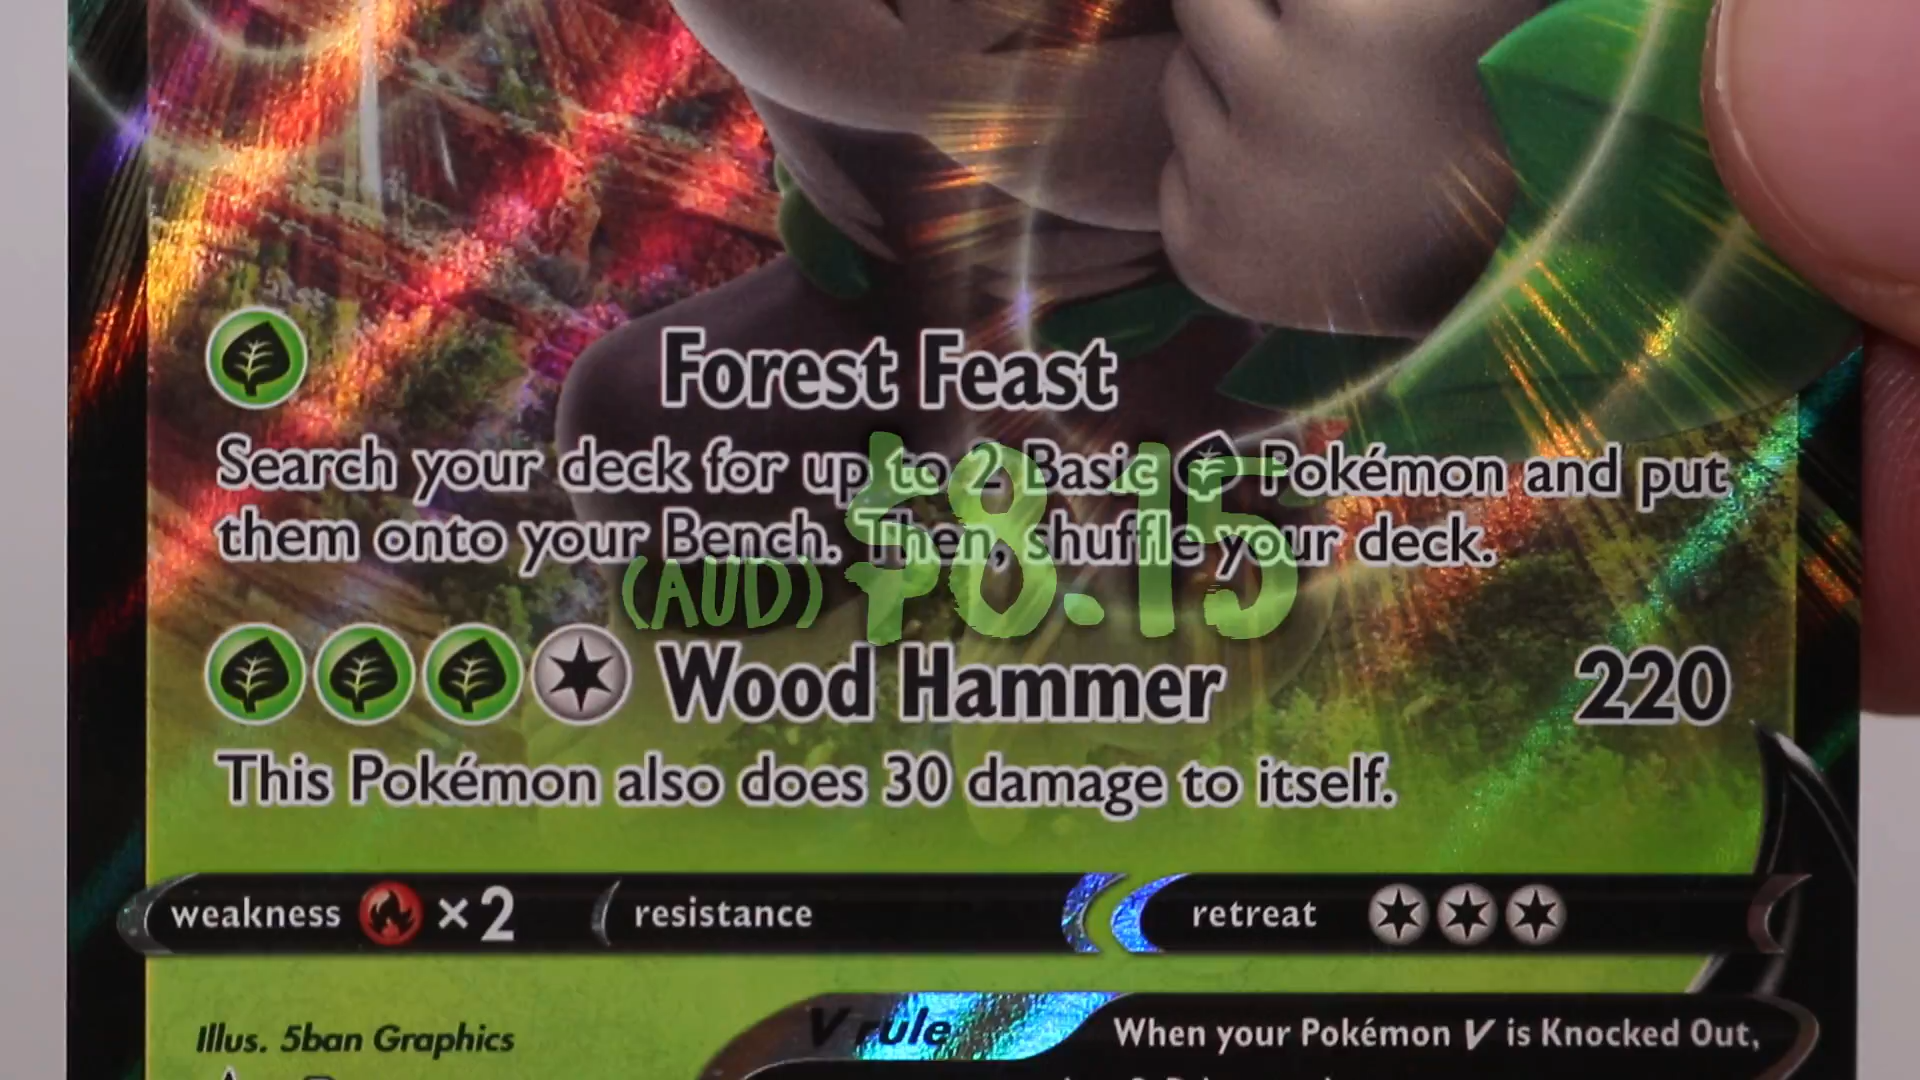 Forest Feast
Search your deck for up to 2 Basic Pokémon and put
them onto your Bench. Then, shuffle your deck.
(AUD) $8.15
Wood Hammer 220
This Pokémon also does 30 damage to itself.
weakness ×2 resistance retreat
Illus. 5ban Graphics
V rule When your Pokémon V is Knocked Out,